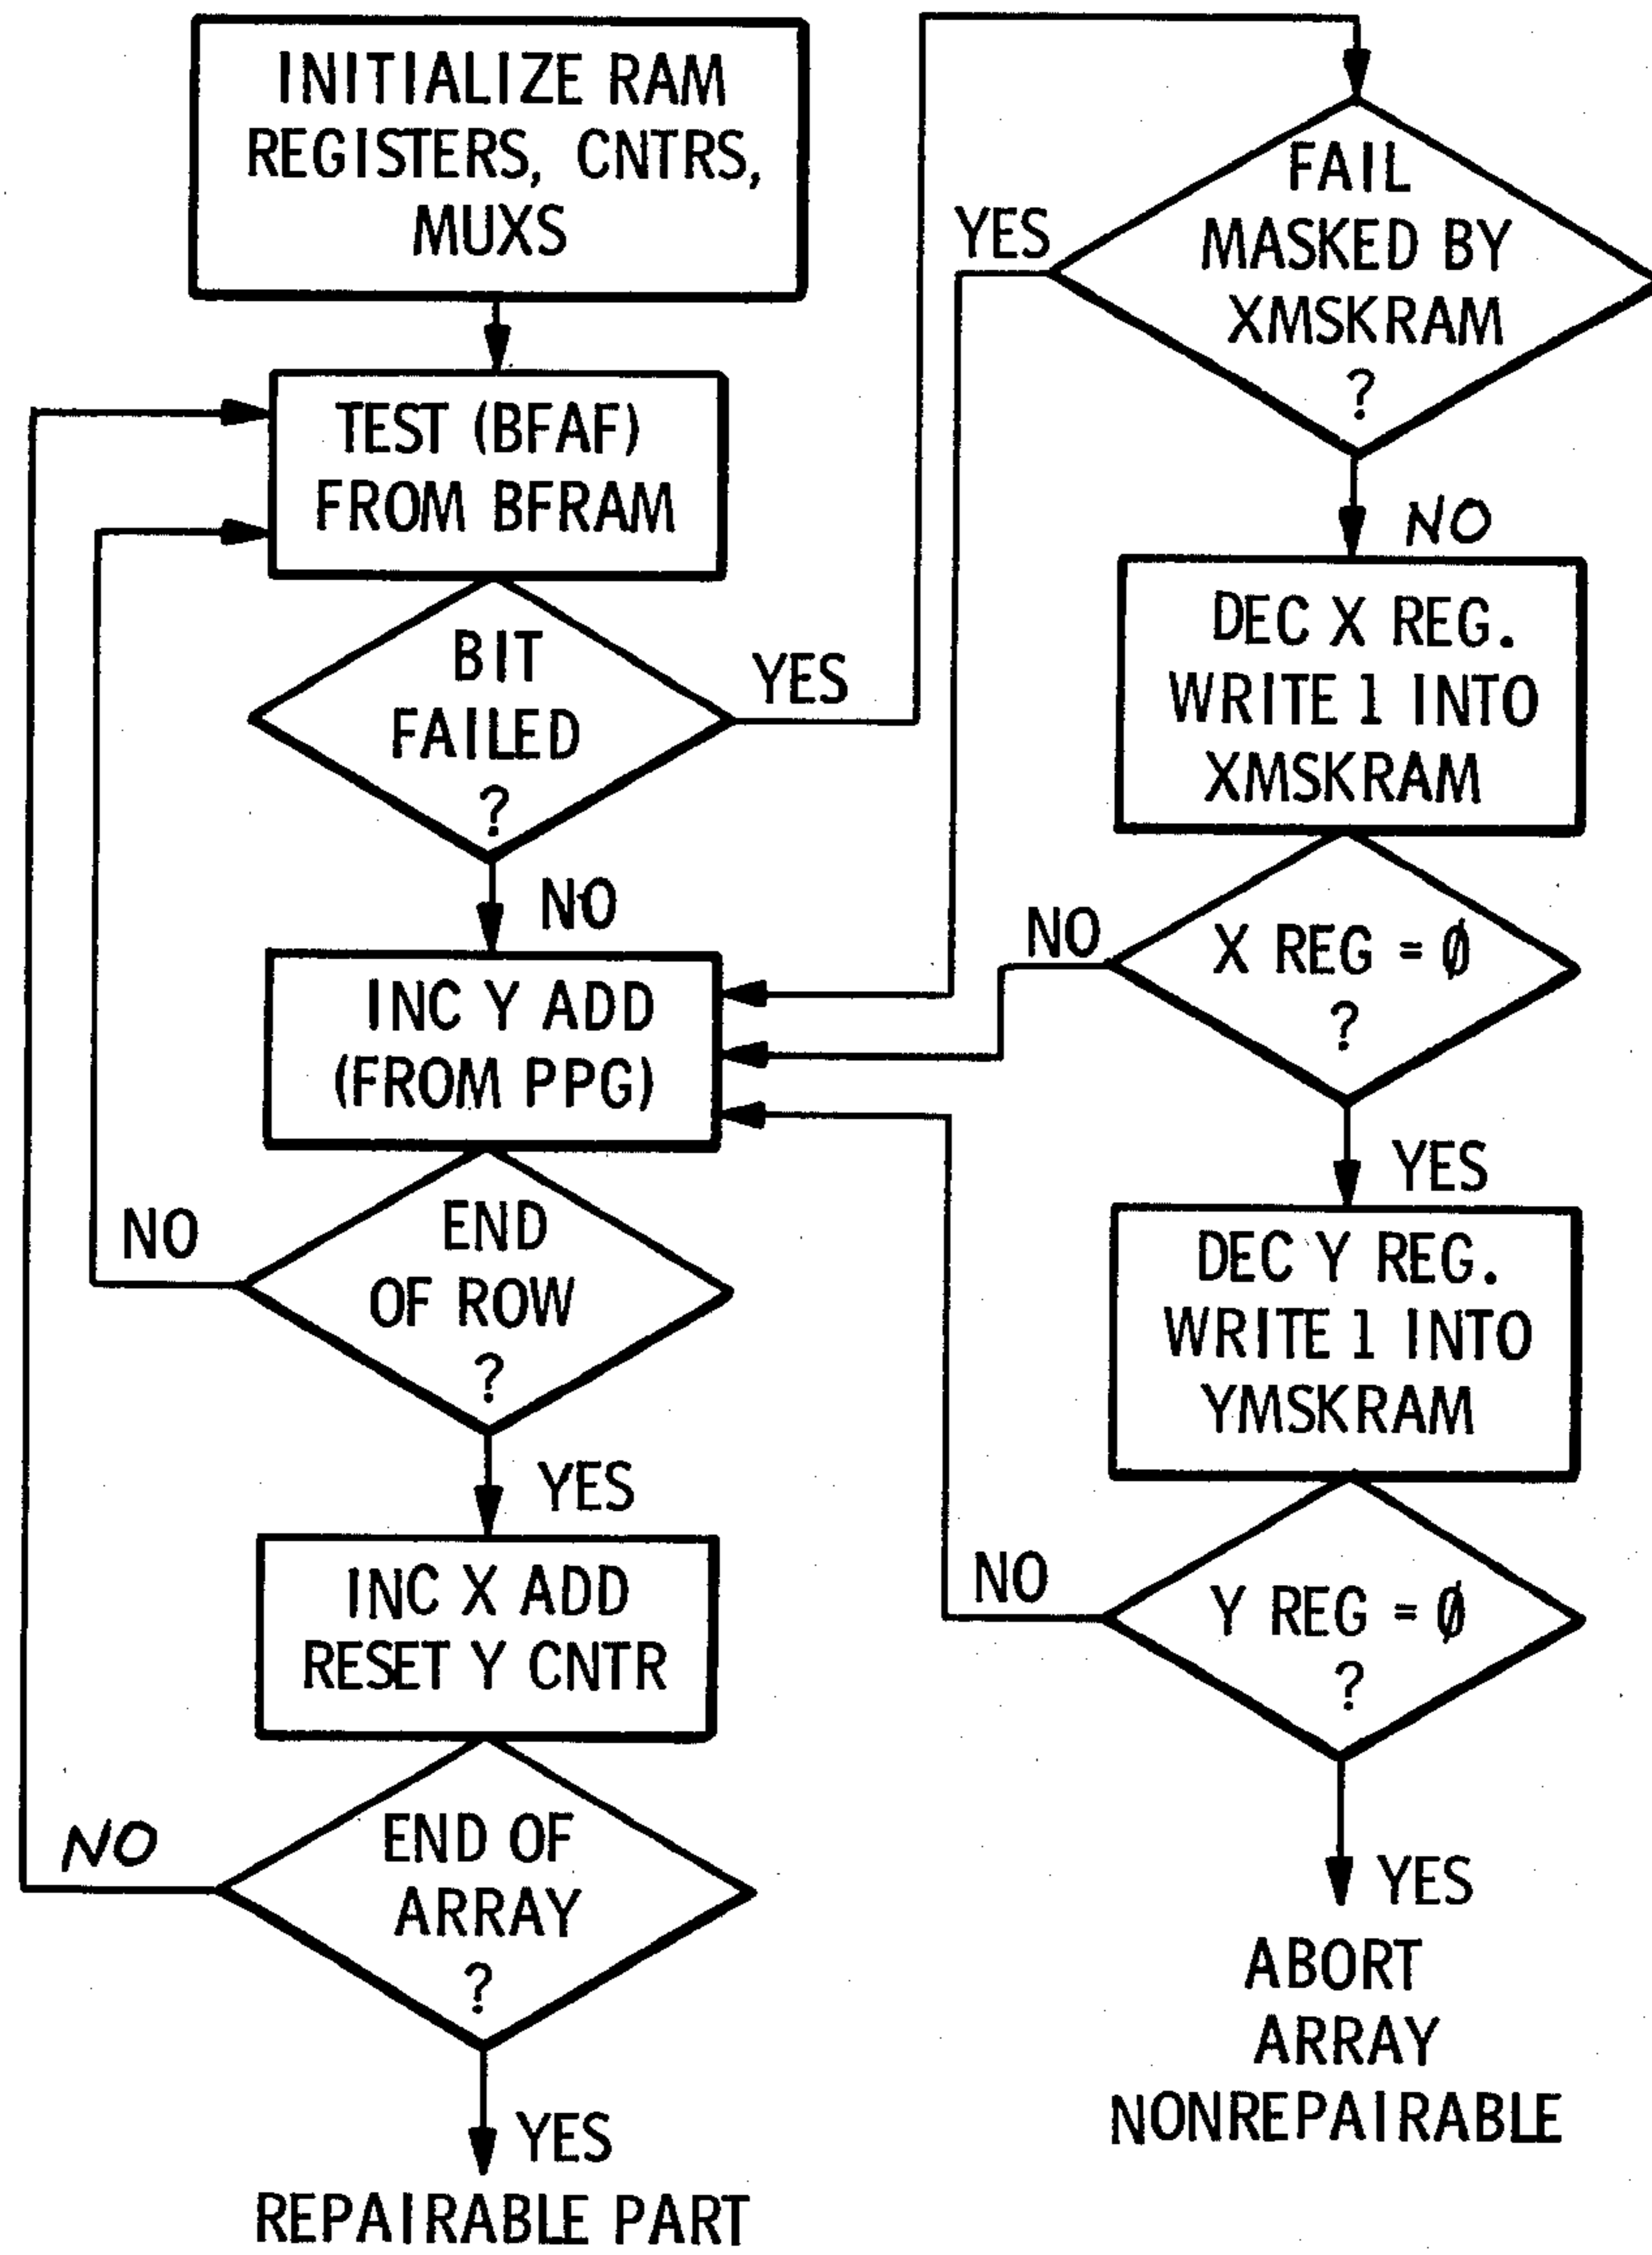 INITIALIZE RAM
REGISTERS, CNTRS,
MUXS
TEST (BFAF)
FROM BFRAM
BIT
FAILED
?
YES
NO
INC Y ADD
(FROM PPG)
END
OF ROW
?
NO
YES
INC X ADD
RESET Y CNTR
END OF
ARRAY
?
NO
YES
REPAIRABLE PART
FAIL
MASKED BY
XMSKRAM
?
YES
NO
DEC X REG.
WRITE 1 INTO
XMSKRAM
X REG = Ø
?
NO
YES
DEC Y REG.
WRITE 1 INTO
YMSKRAM
Y REG = Ø
?
NO
YES
ABORT
ARRAY
NONREPAIRABLE